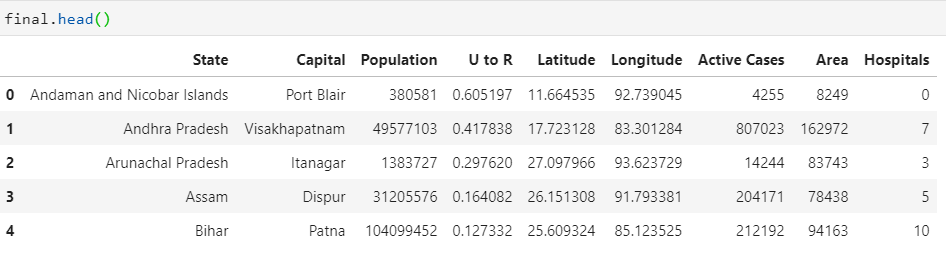 final.head()
State Capital Population U to R Latitude Longitude Active Cases Area Hospitals
0 Andaman and Nicobar Islands Port Blair 380581 0.605197 11.664535 92.739045 4255 8249 0
1 Andhra Pradesh Visakhapatnam 49577103 0.417838 17.723128 83.301284 807023 162972 7
2 Arunachal Pradesh Itanagar 1383727 0.297620 27.097966 93.623729 14244 83743 3
3 Assam Dispur 31205576 0.164082 26.151308 91.793381 204171 78438 5
4 Bihar Patna 104099452 0.127332 25.609324 85.123525 212192 94163 10